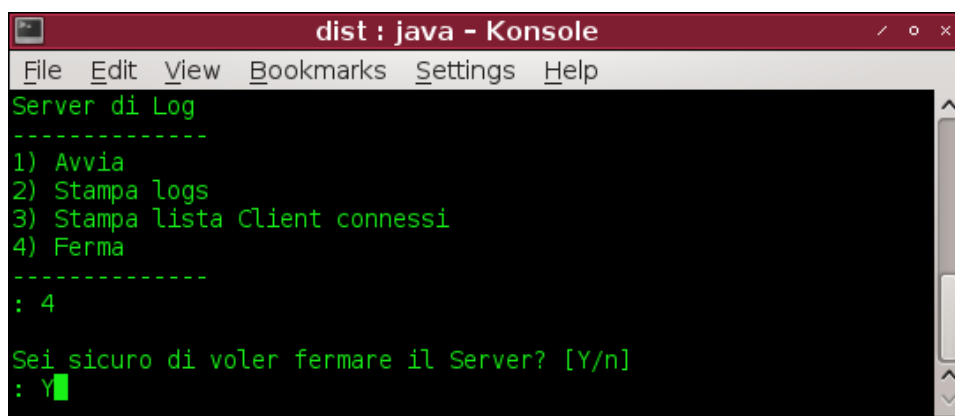 dist : java - Konsole
File Edit View Bookmarks Settings Help
Server di Log
--------------
1) Avvia
2) Stampa logs
3) Stampa lista Client connessi
4) Ferma
--------------
: 4
Sei sicuro di voler fermare il Server? [Y/n]
: Y